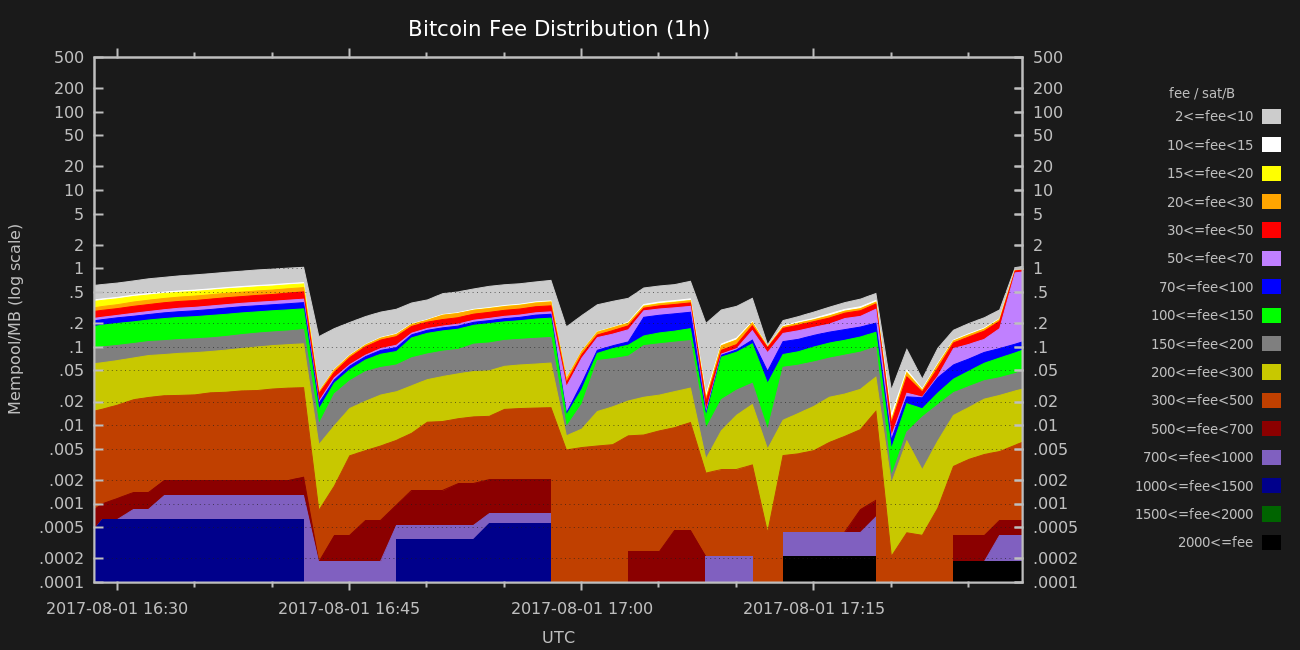 Bitcoin Fee Distribution (1h)
Mempool/MB (log scale)
500
200
100
50
20
10
5
2
1
.5
.2
.1
.05
.02
.01
.005
.002
.001
.0005
.0002
.0001
500
200
100
50
20
10
5
2
1
.5
.2
.1
.05
.02
.01
.005
.002
.001
.0005
.0002
.0001
2017-08-01 16:30 2017-08-01 16:45 2017-08-01 17:00 2017-08-01 17:15
UTC
fee / sat/B
2<=fee<10
10<=fee<15
15<=fee<20
20<=fee<30
30<=fee<50
50<=fee<70
70<=fee<100
100<=fee<150
150<=fee<200
200<=fee<300
300<=fee<500
500<=fee<700
700<=fee<1000
1000<=fee<1500
1500<=fee<2000
2000<=fee